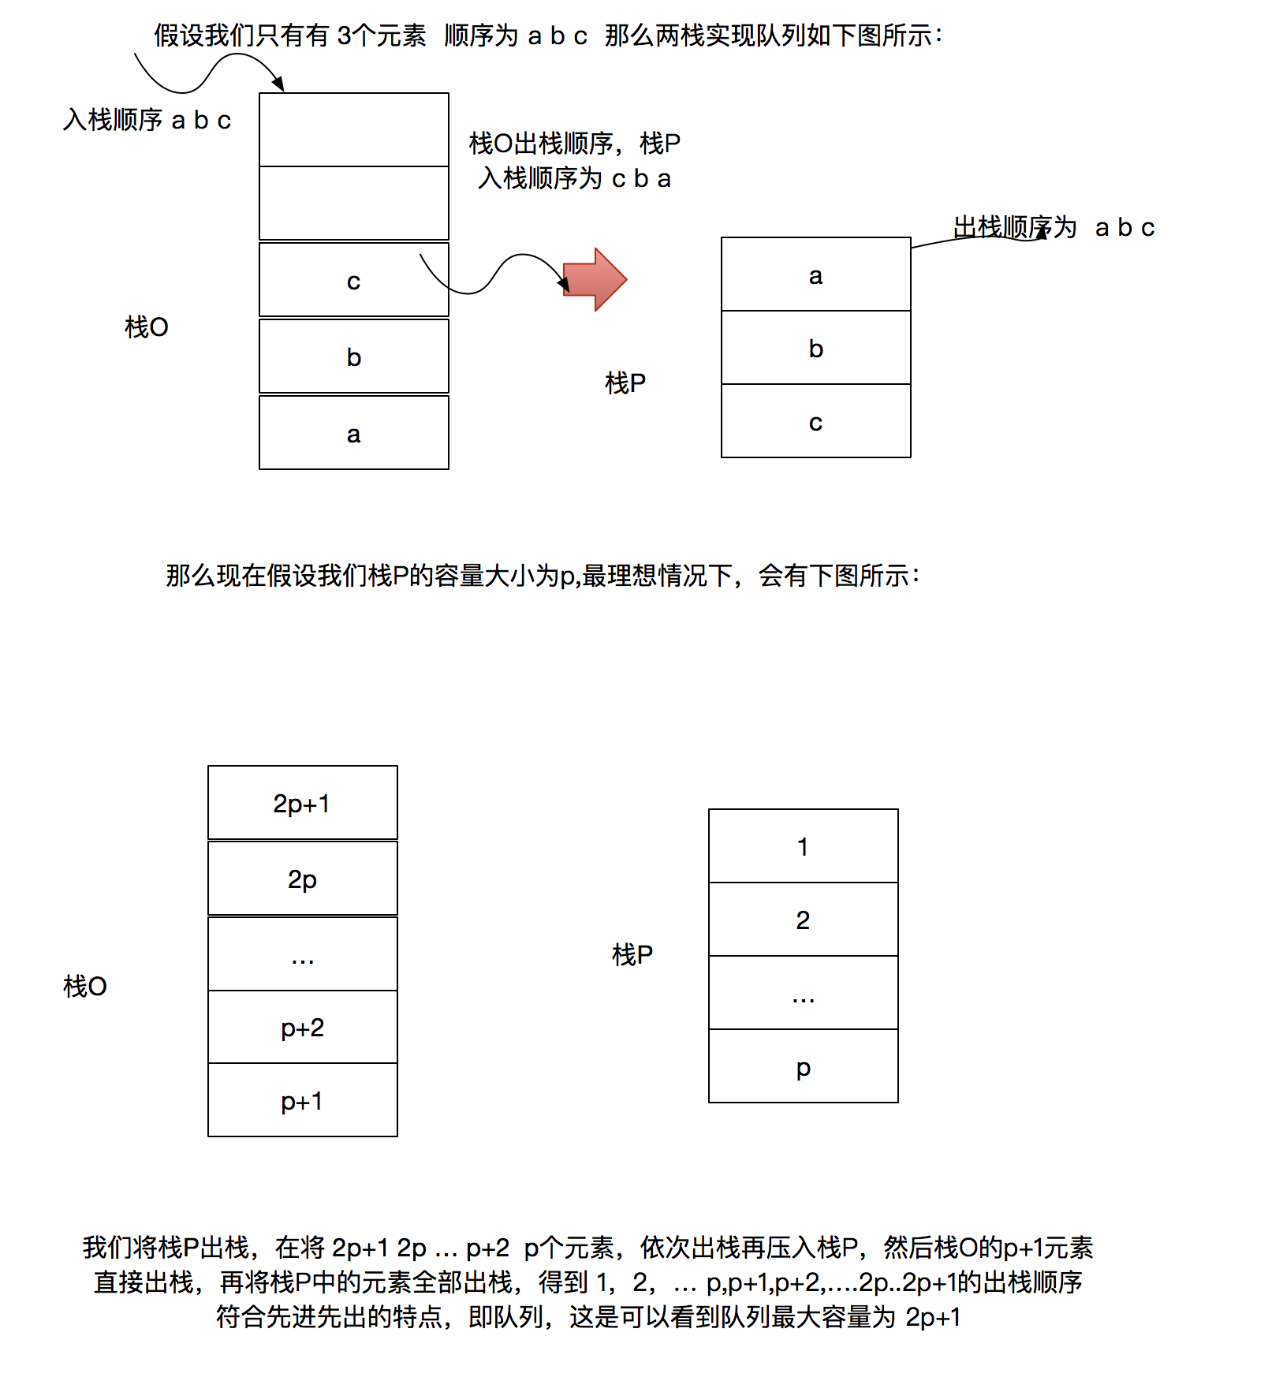 假设我们只有有 3个元素 顺序为 a b c 那么两栈实现队列如下图所示：
入栈顺序 a b c
栈O出栈顺序，栈P
入栈顺序为 c b a
出栈顺序为 a b c
c
b
a
栈O
a
b
c
栈P
那么现在假设我们栈P的容量大小为p,最理想情况下，会有下图所示：
2p+1
2p
...
p+2
p+1
栈O
1
2
...
p
栈P
我们将栈P出栈，在将 2p+1 2p ... p+2 p个元素，依次出栈再压入栈P，然后栈O的p+1元素
直接出栈，再将栈P中的元素全部出栈，得到 1，2，... p,p+1,p+2,....2p..2p+1的出栈顺序
符合先进先出的特点，即队列，这是可以看到队列最大容量为 2p+1